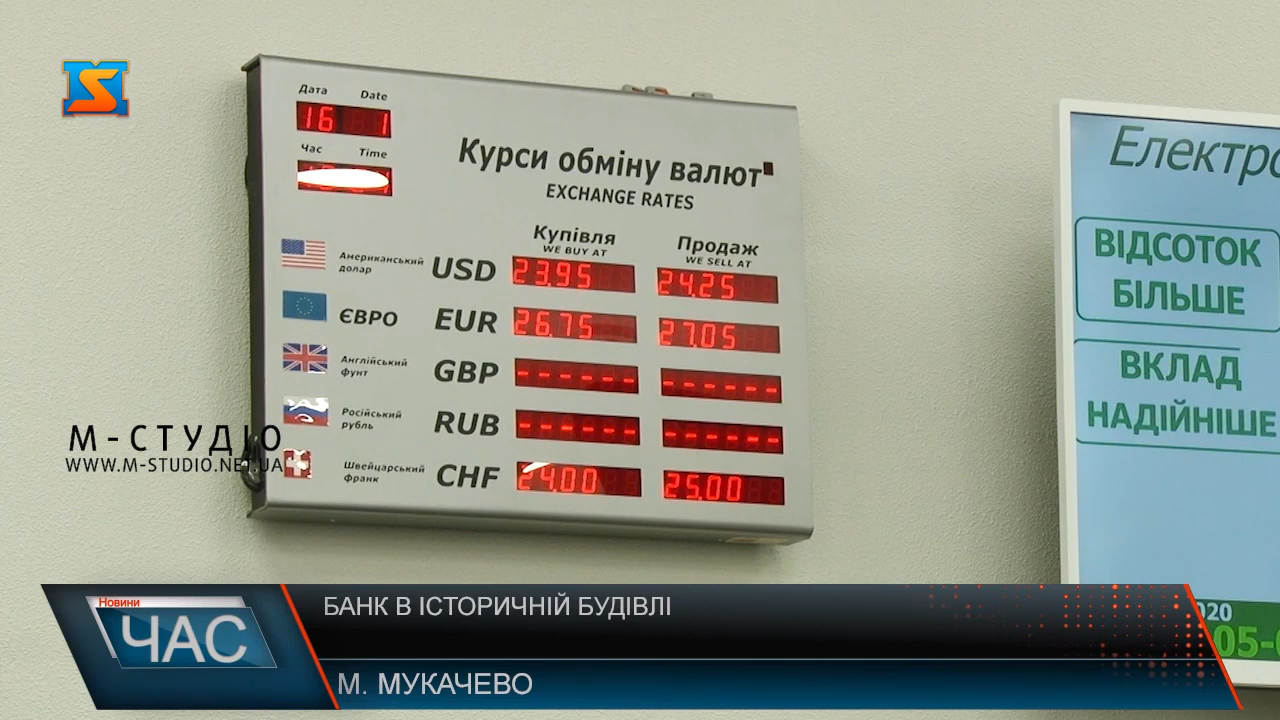 Дата Date
16 1
Час Time
Курси обміну валют
EXCHANGE RATES
Купівля Продаж
WE BUY AT WE SELL AT
Американський
долар
USD 23.95 24.25
ЄВРО EUR 26.75 27.05
Англійський
фунт
GBP ------ ------
Російський
рубль
RUB ------ ------
Швейцарський
франк
CHF 24.00 25.00
Електро
ВІДСОТОК
БІЛЬШЕ
ВКЛАД
НАДІЙНІШЕ
М-СТУДІО
WWW.M-STUDIO.NET.UA
Новини
ЧАС
БАНК В ІСТОРИЧНІЙ БУДІВЛІ
М. МУКАЧЕВО